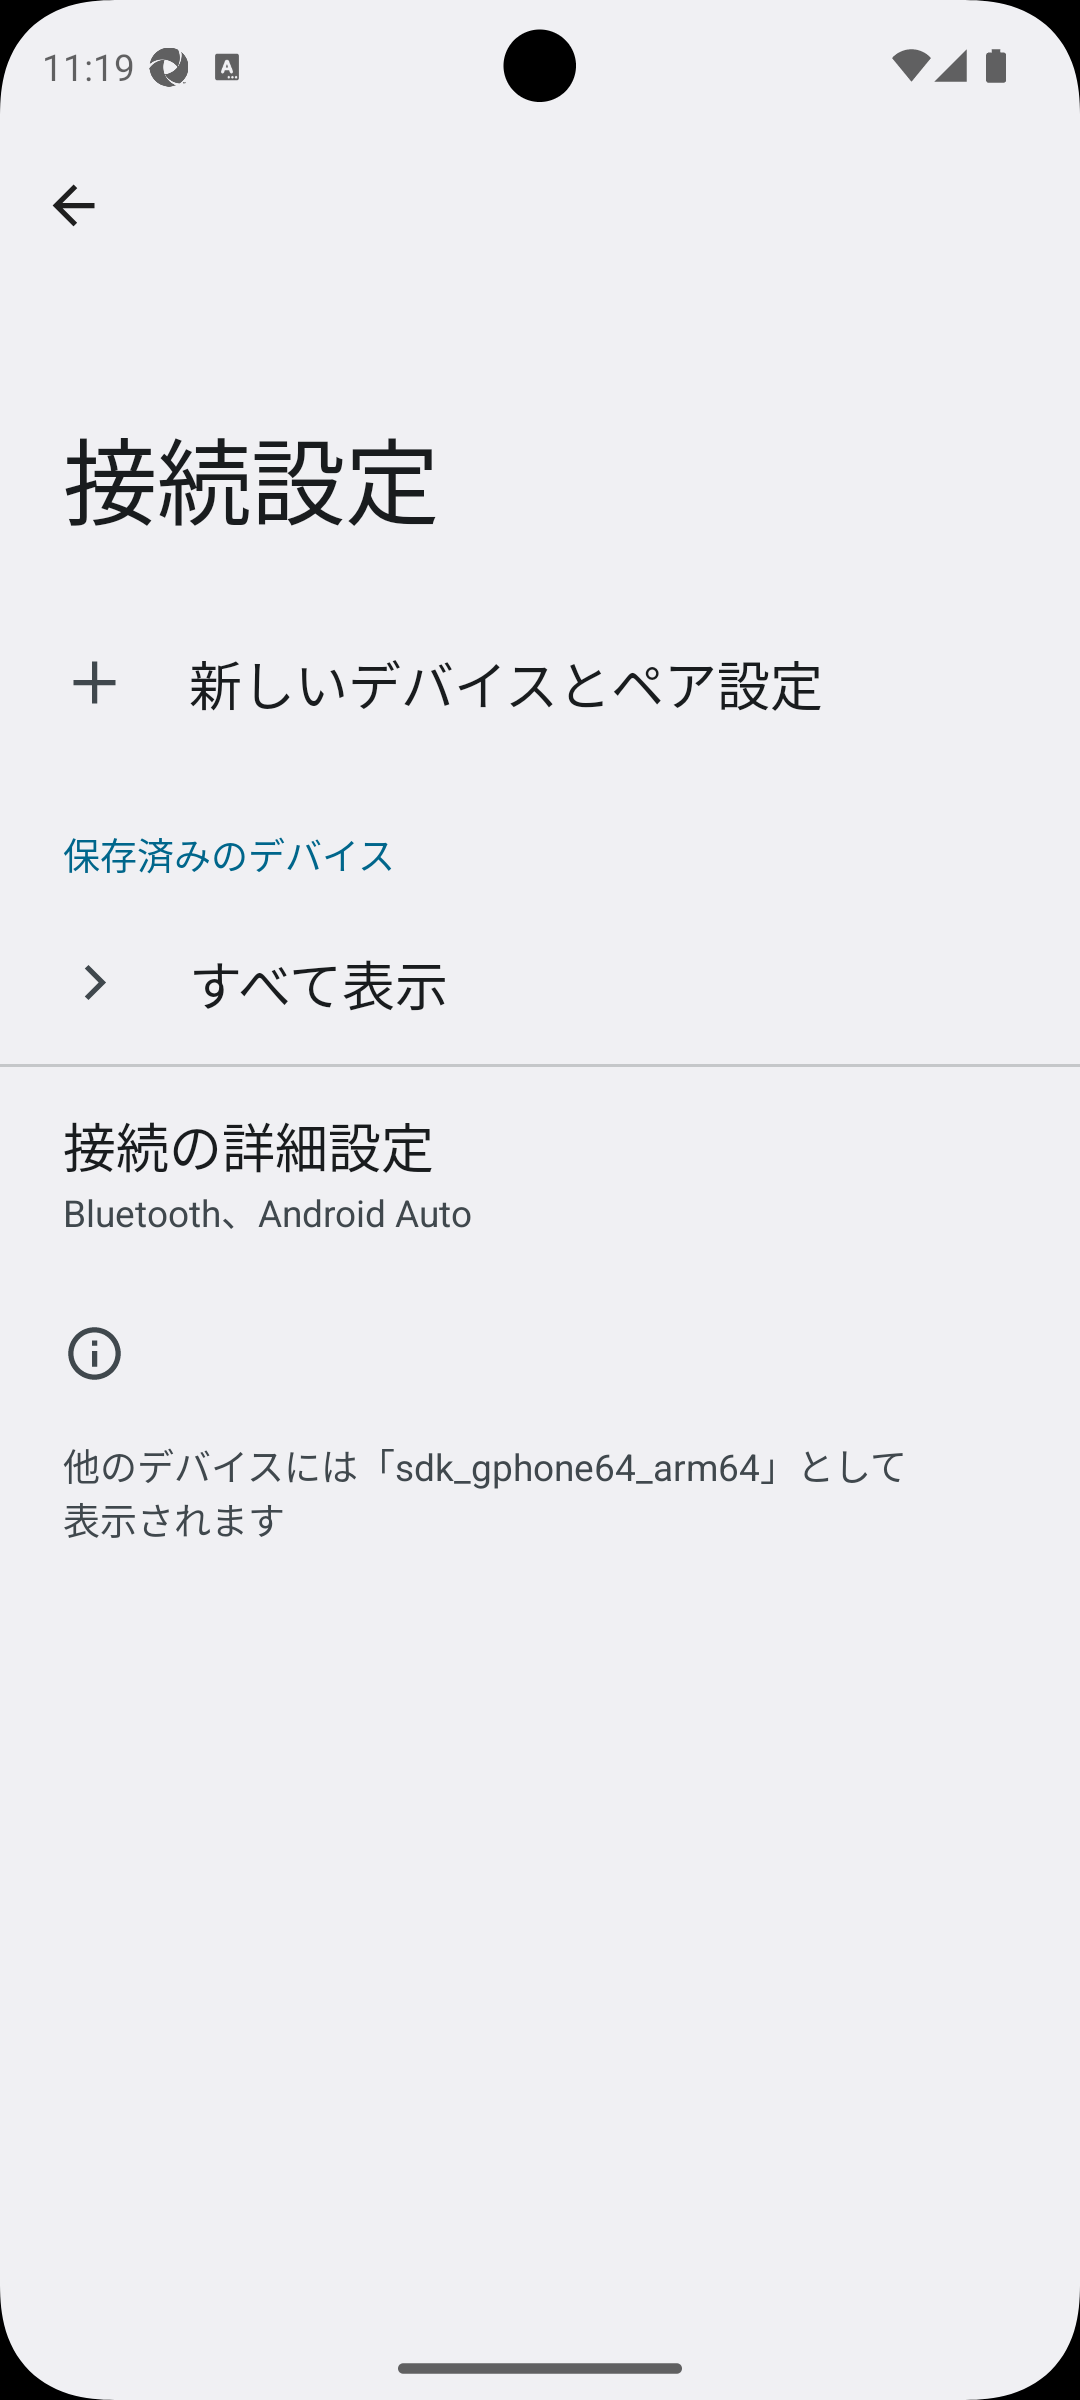 11:19
接続設定
新しいデバイスとペア設定
保存済みのデバイス
すべて表示
接続の詳細設定
Bluetooth、Android Auto
他のデバイスには「sdk_gphone64_arm64」として
表示されます